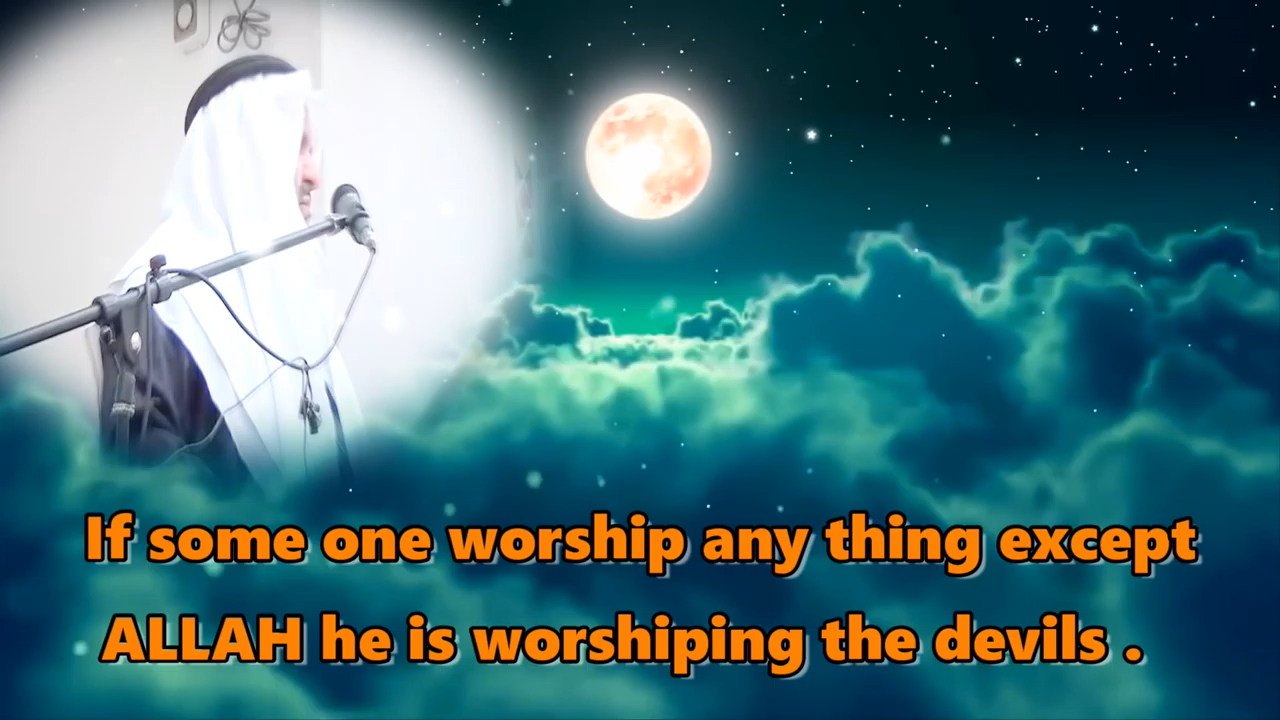 If some one worship any thing except
ALLAH he is worshiping the devils .